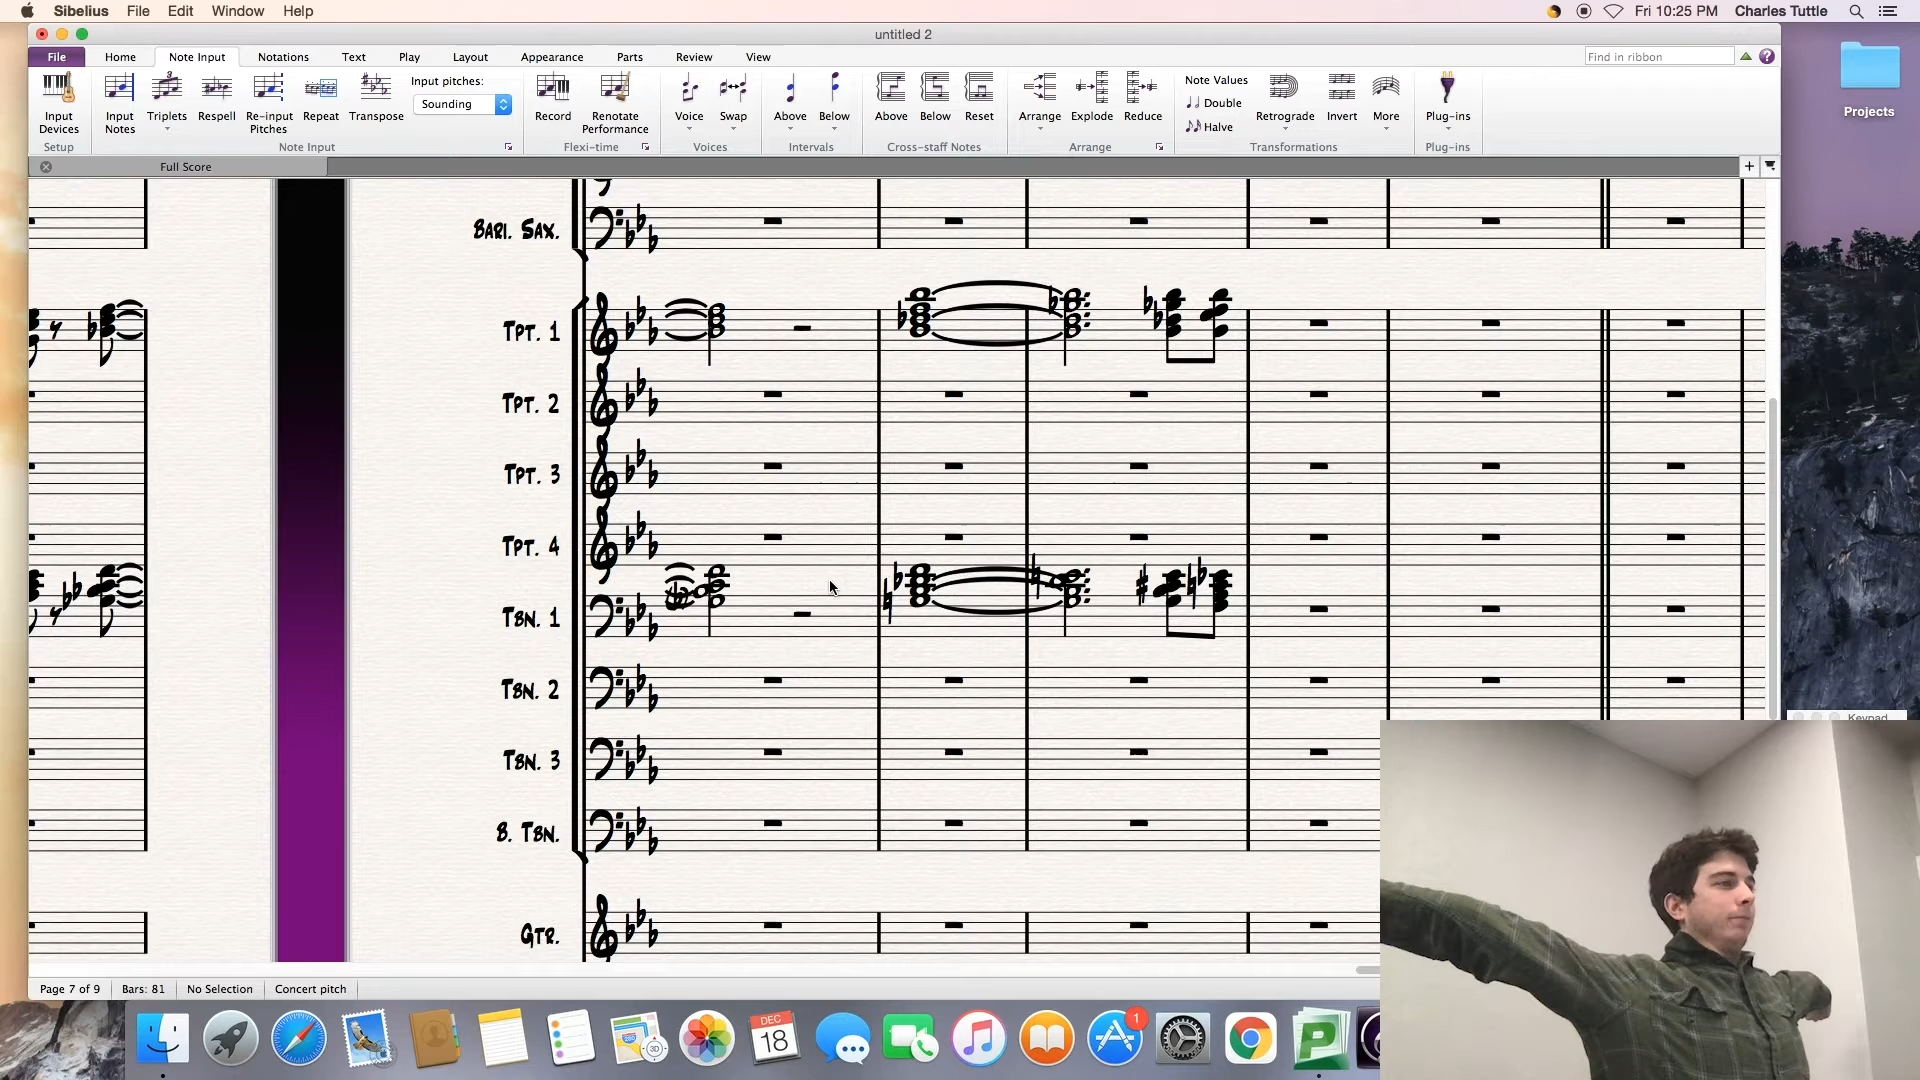 Sibelius File Edit Window Help Fri 10:25 PM Charles Tuttle
untitled 2
File Home Note Input Notations Text Play Layout Appearance Parts Review View Find in ribbon
Input pitches: Note Values
Sounding Double
Input Devices Input Notes Triplets Respell Re-input Pitches Repeat Transpose Record Renotate Performance Voice Swap Above Below Above Below Reset Arrange Explode Reduce Halve Retrograde Invert More Plug-ins
Setup Note Input Flexi-time Voices Intervals Cross-staff Notes Arrange Transformations Plug-ins
Full Score
Projects
Bari. Sax.
Tpt. 1
Tpt. 2
Tpt. 3
Tpt. 4
Tbn. 1
Tbn. 2
Keypad
Tbn. 3
B. Tbn.
Gtr.
Page 7 of 9 Bars: 81 No Selection Concert pitch
DEC
18
1